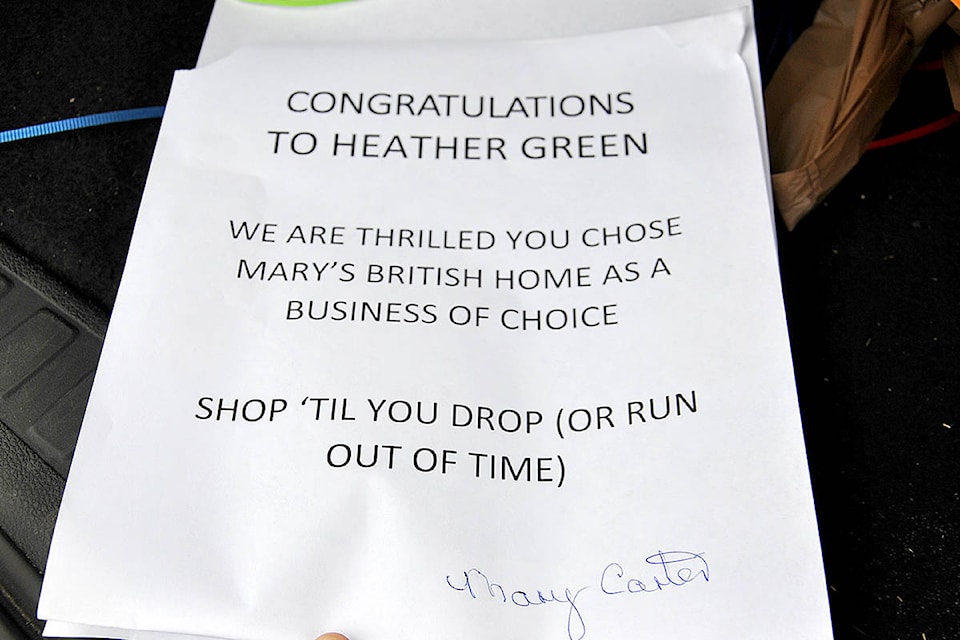 CONGRATULATIONS
TO HEATHER GREEN
WE ARE THRILLED YOU CHOSE
MARY'S BRITISH HOME AS A
BUSINESS OF CHOICE
SHOP ‘TIL YOU DROP (OR RUN
OUT OF TIME)
Mary Carter